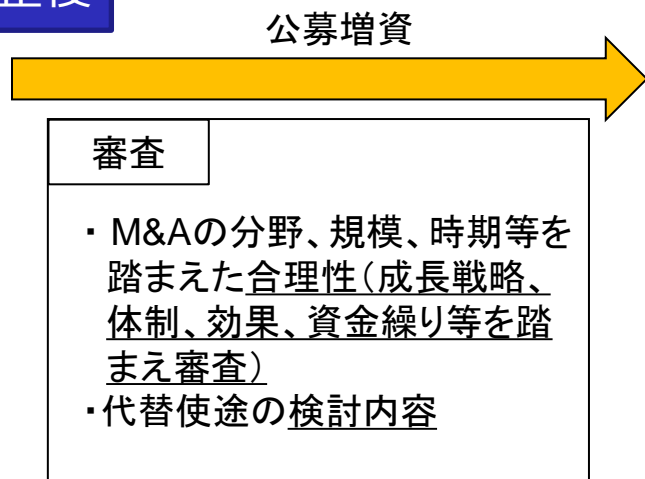 公募増資
審査
・M&Aの分野、規模、時期等を
踏まえた合理性(成長戦略、
体制、効果、資金繰り等を踏
まえ審査)
・代替使途の検討内容